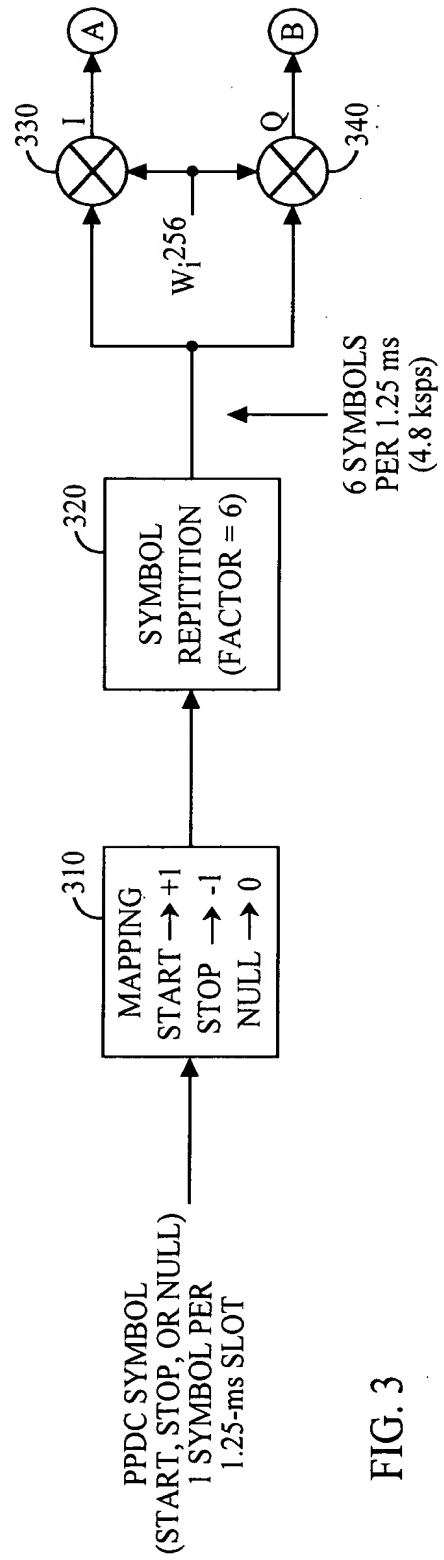 PPDC SYMBOL
(START, STOP, OR NULL)
1 SYMBOL PER
1.25-ms SLOT
310
MAPPING
START → +1
STOP → -1
NULL → 0
320
SYMBOL
REPITITION
(FACTOR = 6)
6 SYMBOLS
PER 1.25 ms
(4.8 ksps)
Wi256
330
I
A
Q
B
340
FIG. 3